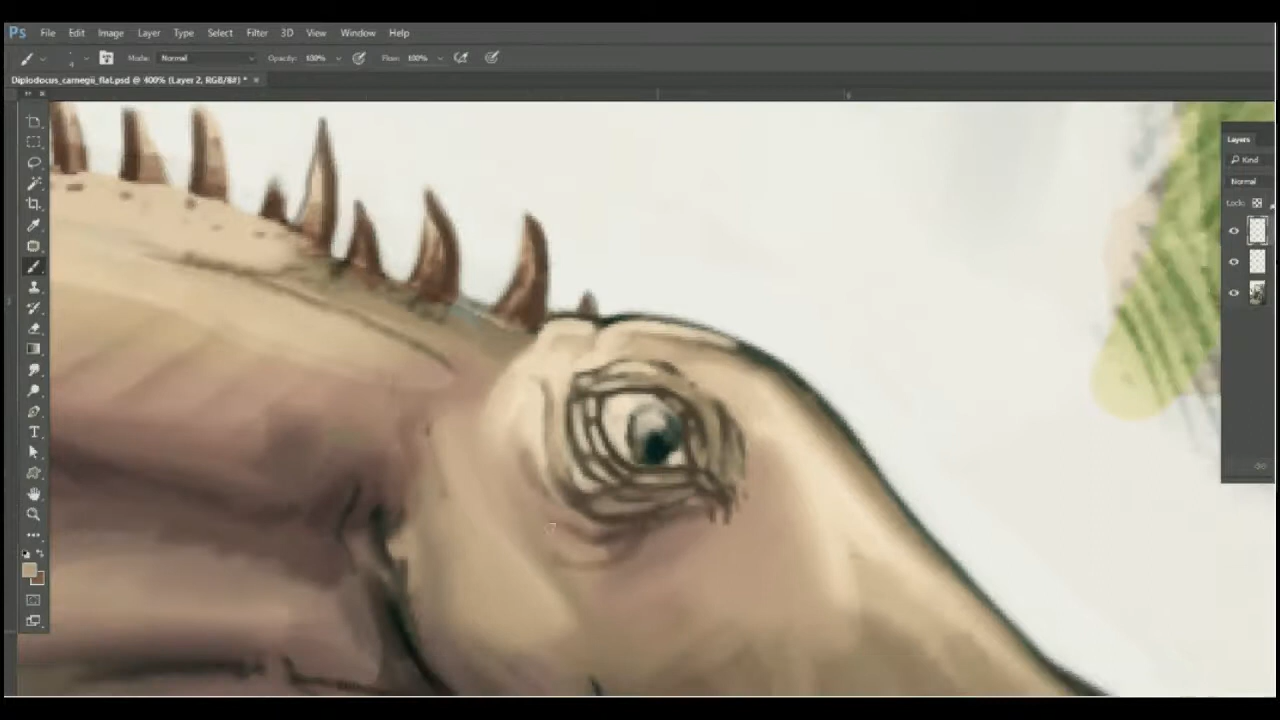 Ps File Edit Image Layer Type Select Filter 3D View Window Help
Mode: Normal Opacity: 100% Flow: 100%
Diplodocus_carnegii_flat.psd @ 400% (Layer 2, RGB/8#) * ×
Layers
Kind
Normal
Lock:
T